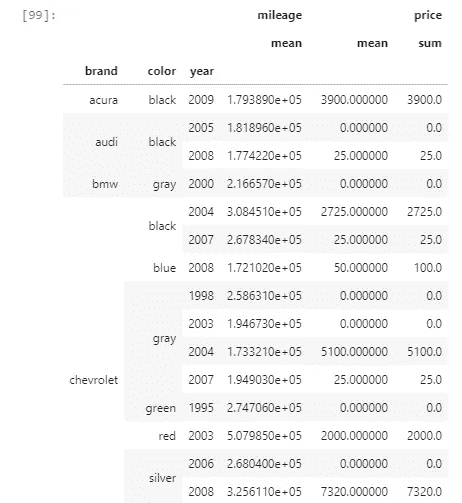 [99]:
mileage price
mean mean sum
brand color year
acura black 2009 1.793890e+05 3900.000000 3900.0
2005 1.818960e+05 0.000000 0.0
audi black
2008 1.774220e+05 25.000000 25.0
bmw gray 2000 2.166570e+05 0.000000 0.0
2004 3.084510e+05 2725.000000 2725.0
black
2007 2.678340e+05 25.000000 25.0
blue 2008 1.721020e+05 50.000000 100.0
1998 2.586310e+05 0.000000 0.0
2003 1.946730e+05 0.000000 0.0
gray
2004 1.733210e+05 5100.000000 5100.0
chevrolet 2007 1.949030e+05 25.000000 25.0
green 1995 2.747060e+05 0.000000 0.0
red 2003 5.079850e+05 2000.000000 2000.0
2006 2.680400e+05 0.000000 0.0
silver
2008 3.256110e+05 7320.000000 7320.0